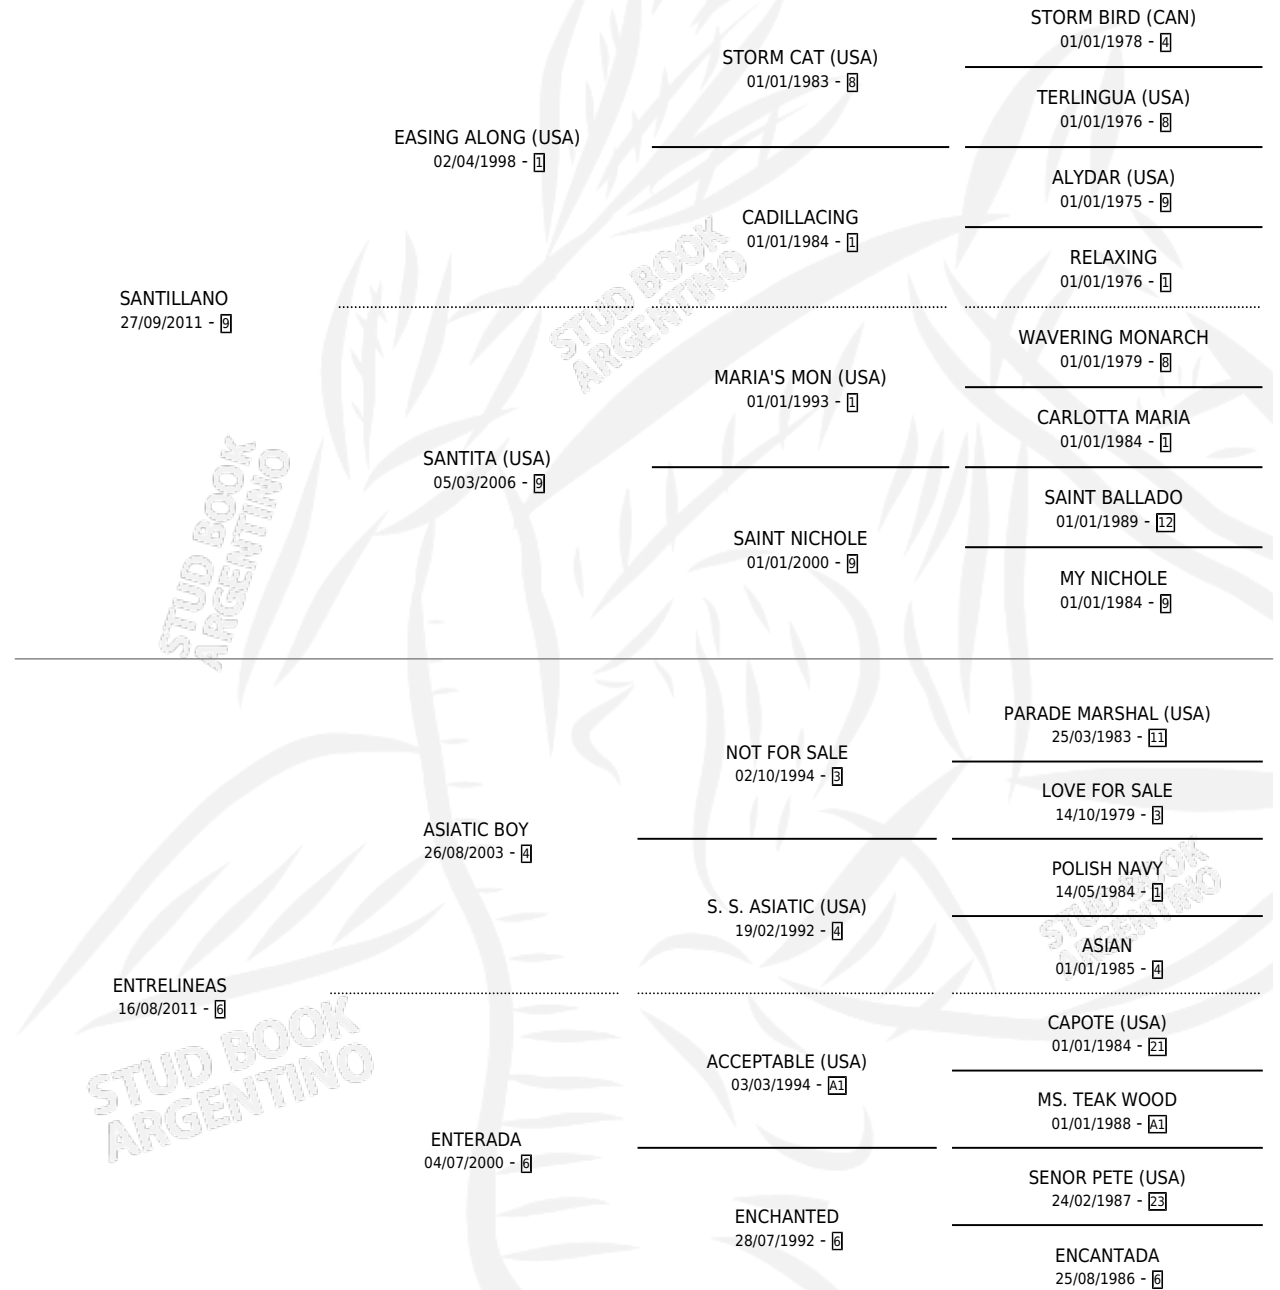 STORM BIRD (CAN)
01/01/1978 - 4
STORM CAT (USA)
01/01/1983 - 8
TERLINGUA (USA)
01/01/1976 - 8
EASING ALONG (USA)
02/04/1998 - 1
ALYDAR (USA)
01/01/1975 - 9
CADILLACING
01/01/1984 - 1
RELAXING
01/01/1976 - 1
SANTILLANO
27/09/2011 - 9
WAVERING MONARCH
01/01/1979 - 8
MARIA'S MON (USA)
01/01/1993 - 1
CARLOTTA MARIA
01/01/1984 - 1
SANTITA (USA)
05/03/2006 - 9
SAINT BALLADO
01/01/1989 - 12
SAINT NICHOLE
01/01/2000 - 9
MY NICHOLE
01/01/1984 - 9
PARADE MARSHAL (USA)
25/03/1983 - 11
NOT FOR SALE
02/10/1994 - 3
LOVE FOR SALE
14/10/1979 - 3
ASIATIC BOY
26/08/2003 - 4
POLISH NAVY
14/05/1984 - 1
S. S. ASIATIC (USA)
19/02/1992 - 4
ASIAN
01/01/1985 - 4
ENTRELINEAS
16/08/2011 - 6
CAPOTE (USA)
01/01/1984 - 21
ACCEPTABLE (USA)
03/03/1994 - A1
MS. TEAK WOOD
01/01/1988 - A1
ENTERADA
04/07/2000 - 6
SENOR PETE (USA)
24/02/1987 - 23
ENCHANTED
28/07/1992 - 6
ENCANTADA
25/08/1986 - 6
STUD BOOK
ARGENTINO
STUD BOOK
ARGENTINO
STUD BOOK
ARGENTINO
STUD BOOK
ARGENTINO